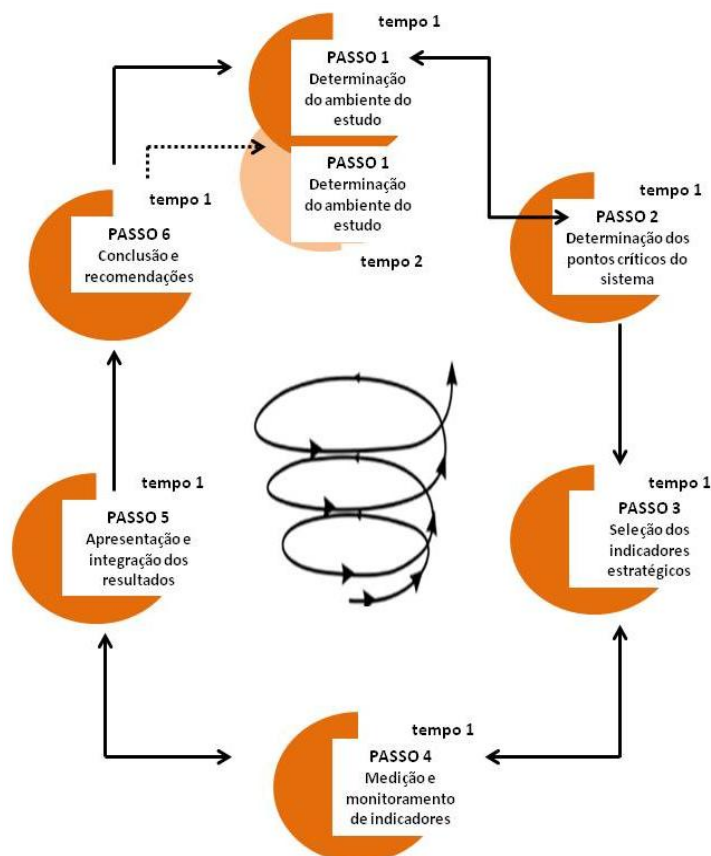 tempo 1
PASSO 1
Determinação
do ambiente do
estudo
PASSO 1
Determinação
do ambiente do
estudo
tempo 2
tempo 1
PASSO 2
Determinação dos
pontos críticos do
sistema
tempo 1
PASSO 3
Seleção dos
indicadores
estratégicos
tempo 1
PASSO 4
Medição e
monitoramento
de indicadores
tempo 1
PASSO 5
Apresentação e
integração dos
resultados
tempo 1
PASSO 6
Conclusão e
recomendações